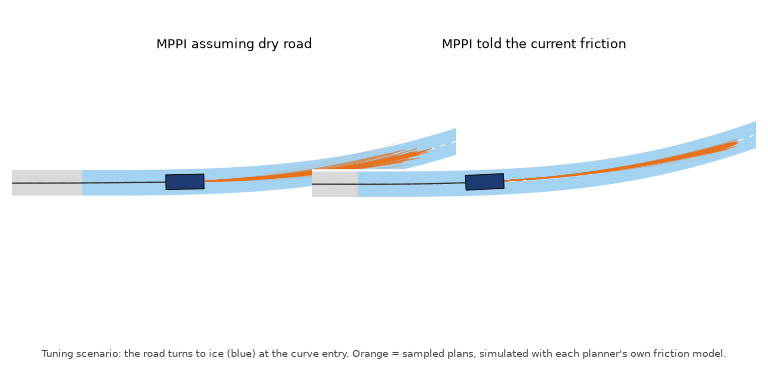 MPPI assuming dry road
MPPI told the current friction
Tuning scenario: the road turns to ice (blue) at the curve entry. Orange = sampled plans, simulated with each planner's own friction model.